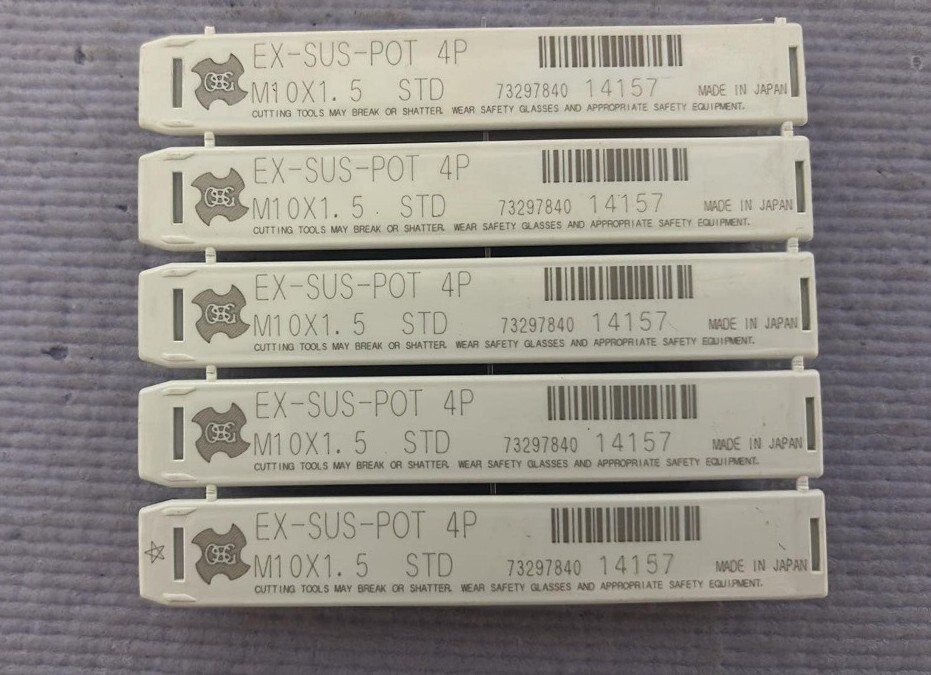 EX-SUS-POT 4P
M10X1.5 STD 73297840 14157 MADE IN JAPAN
CUTTING TOOLS MAY BREAK OR SHATTER. WEAR SAFETY GLASSES AND APPROPRIATE SAFETY EQUIPMENT.
EX-SUS-POT 4P
M10X1.5 STD 73297840 14157 MADE IN JAPAN
CUTTING TOOLS MAY BREAK OR SHATTER. WEAR SAFETY GLASSES AND APPROPRIATE SAFETY EQUIPMENT.
EX-SUS-POT 4P
M10X1.5 STD 73297840 14157 MADE IN JAPAN
CUTTING TOOLS MAY BREAK OR SHATTER. WEAR SAFETY GLASSES AND APPROPRIATE SAFETY EQUIPMENT.
EX-SUS-POT 4P
M10X1.5 STD 73297840 14157 MADE IN JAPAN
CUTTING TOOLS MAY BREAK OR SHATTER. WEAR SAFETY GLASSES AND APPROPRIATE SAFETY EQUIPMENT.
EX-SUS-POT 4P
M10X1.5 STD 73297840 14157 MADE IN JAPAN
CUTTING TOOLS MAY BREAK OR SHATTER. WEAR SAFETY GLASSES AND APPROPRIATE SAFETY EQUIPMENT.